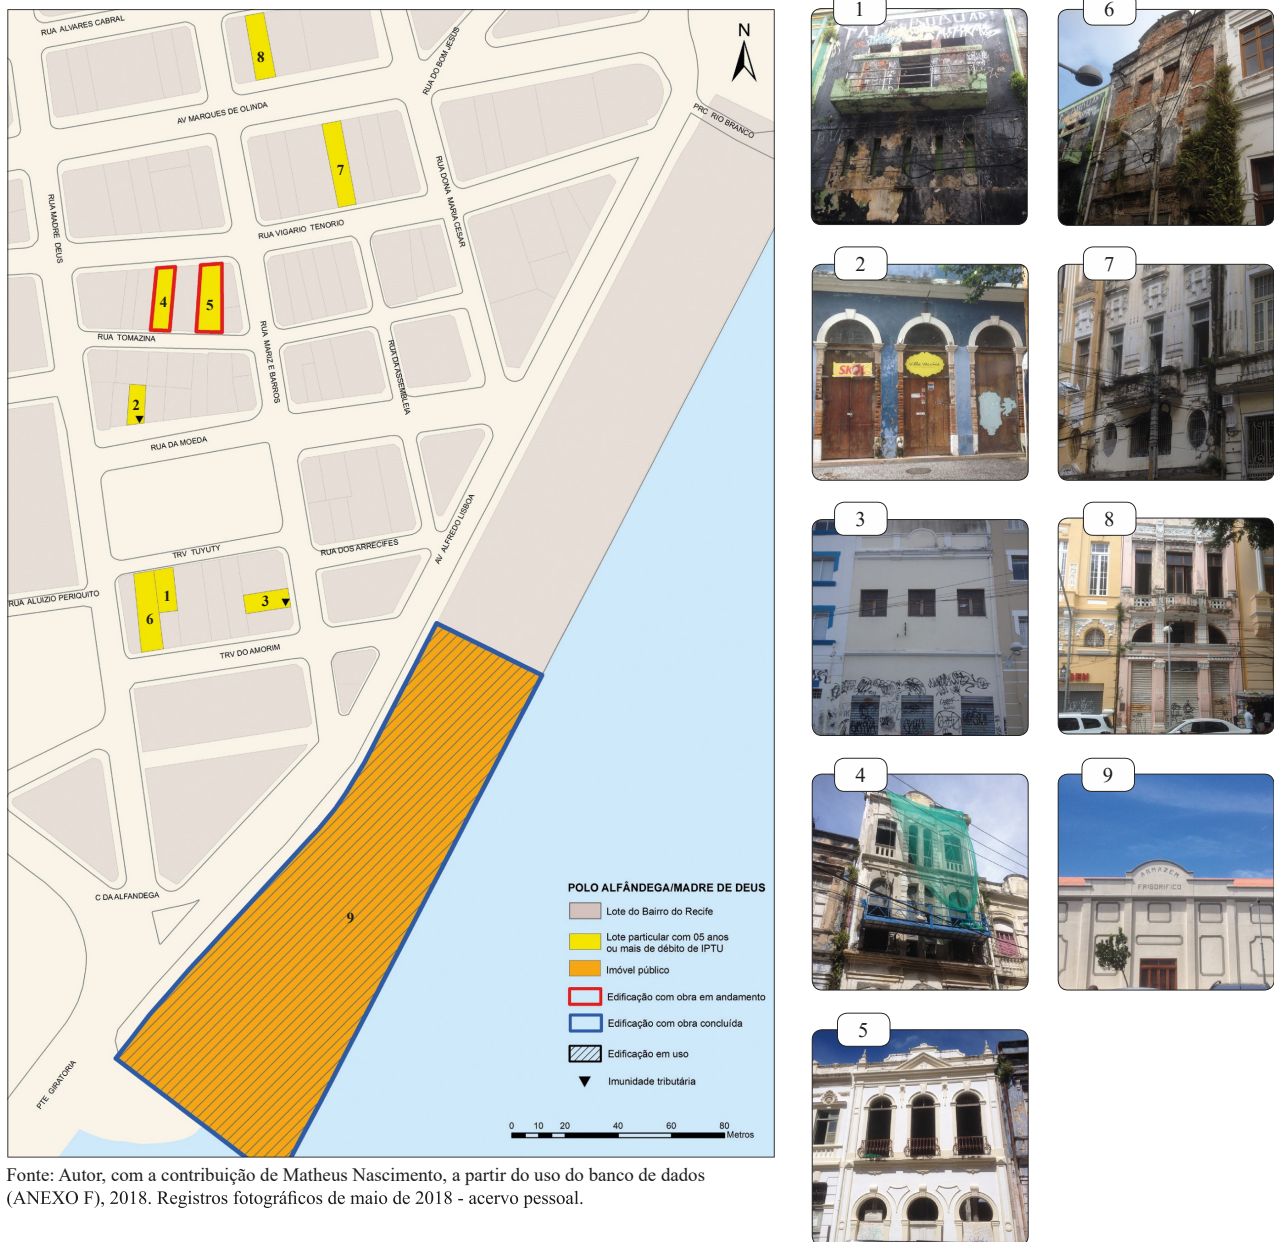 RUA ALVARES CABRAL
8
RUA DO BOM JESUS
N
AV MARQUES DE OLINDA
PRC RIO BRANCO
7
RUA DONA MARIA CESAR
RUA MADRE DEUS
RUA VIGARIO TENORIO
4
5
RUA TOMAZINA
RUA MARIZ E BARROS
RUA DA ASSEMBLEIA
2
RUA DA MOEDA
AV ALFREDO LISBOA
TRV TUYUTY
RUA DOS ARRECIFES
RUA ALUIZIO PERIQUITO
1
6
3
TRV DO AMORIM
C DA ALFANDEGA
9
PTE GIRATORIA
POLO ALFÂNDEGA/MADRE DE DEUS
Lote do Bairro do Recife
Lote particular com 05 anos
ou mais de débito de IPTU
Imóvel público
Edificação com obra em andamento
Edificação com obra concluída
Edificação em uso
Imunidade tributária
0 10 20 40 60 80
Metros
Fonte: Autor, com a contribuição de Matheus Nascimento, a partir do uso do banco de dados
(ANEXO F), 2018. Registros fotográficos de maio de 2018 - acervo pessoal.
1
6
2
SKOL
7
3
8
4
9
ARMAZEM
FRIGORIFICO
5